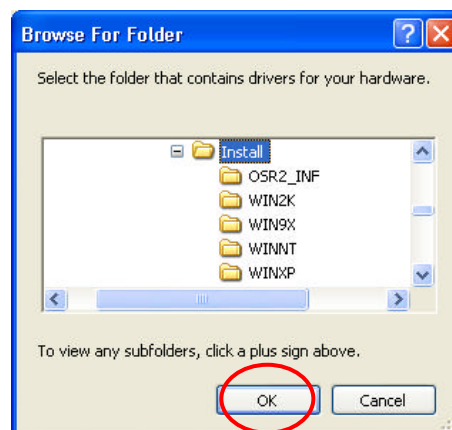 Browse For Folder
Select the folder that contains drivers for your hardware.
Install
OSR2_INF
WIN2K
WIN9X
WINNT
WINXP
To view any subfolders, click a plus sign above.
OK
Cancel